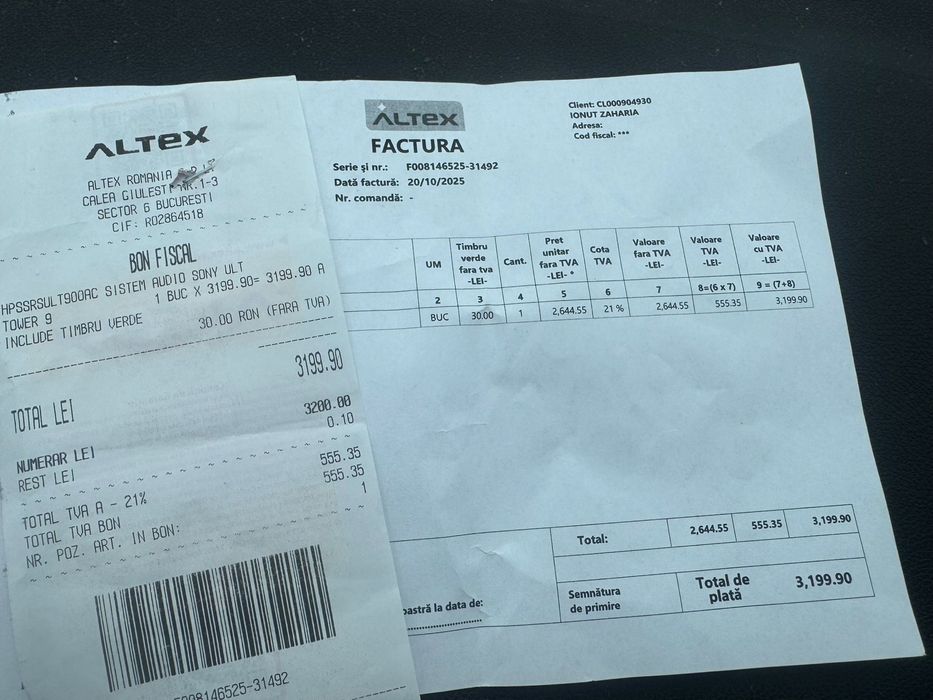 ALTEX
ALTEX ROMANIA
CALEA GIULESTI NR.1-3
SECTOR 6 BUCURESTI
CIF: RO2864518
BON FISCAL
HPSSRSULT900AC SISTEM AUDIO SONY ULT
TOWER 9
1 BUC X 3199.90= 3199.90 A
INCLUDE TIMBRU VERDE
30.00 RON (FARA TVA)
3199.90
TOTAL LEI
3200.00
NUMERAR LEI
0.10
REST LEI
555.35
TOTAL TVA A - 21%
555.35
TOTAL TVA BON
1
NR. POZ. ART. IN BON:
F008146525-31492
ALTEX
FACTURA
Serie și nr.: F008146525-31492
Dată factură: 20/10/2025
Nr. comandă: -
Client: CL000904930
IONUT ZAHARIA
Adresa:
Cod fiscal: ***
UM
Timbru
verde
fara tva
-LEI-
Cant.
Pret
unitar
fara TVA
-LEI- *
Cota
TVA
Valoare
fara TVA
-LEI-
Valoare
TVA
-LEI-
Valoare
cu TVA
-LEI-
2 3 4 5 6 7 8=(6 x 7) 9 = (7+8)
BUC 30.00 1 2,644.55 21 % 2,644.55 555.35 3,199.90
Total: 2,644.55 555.35 3,199.90
oastră la data de:
Semnătura
de primire
Total de
plată
3,199.90